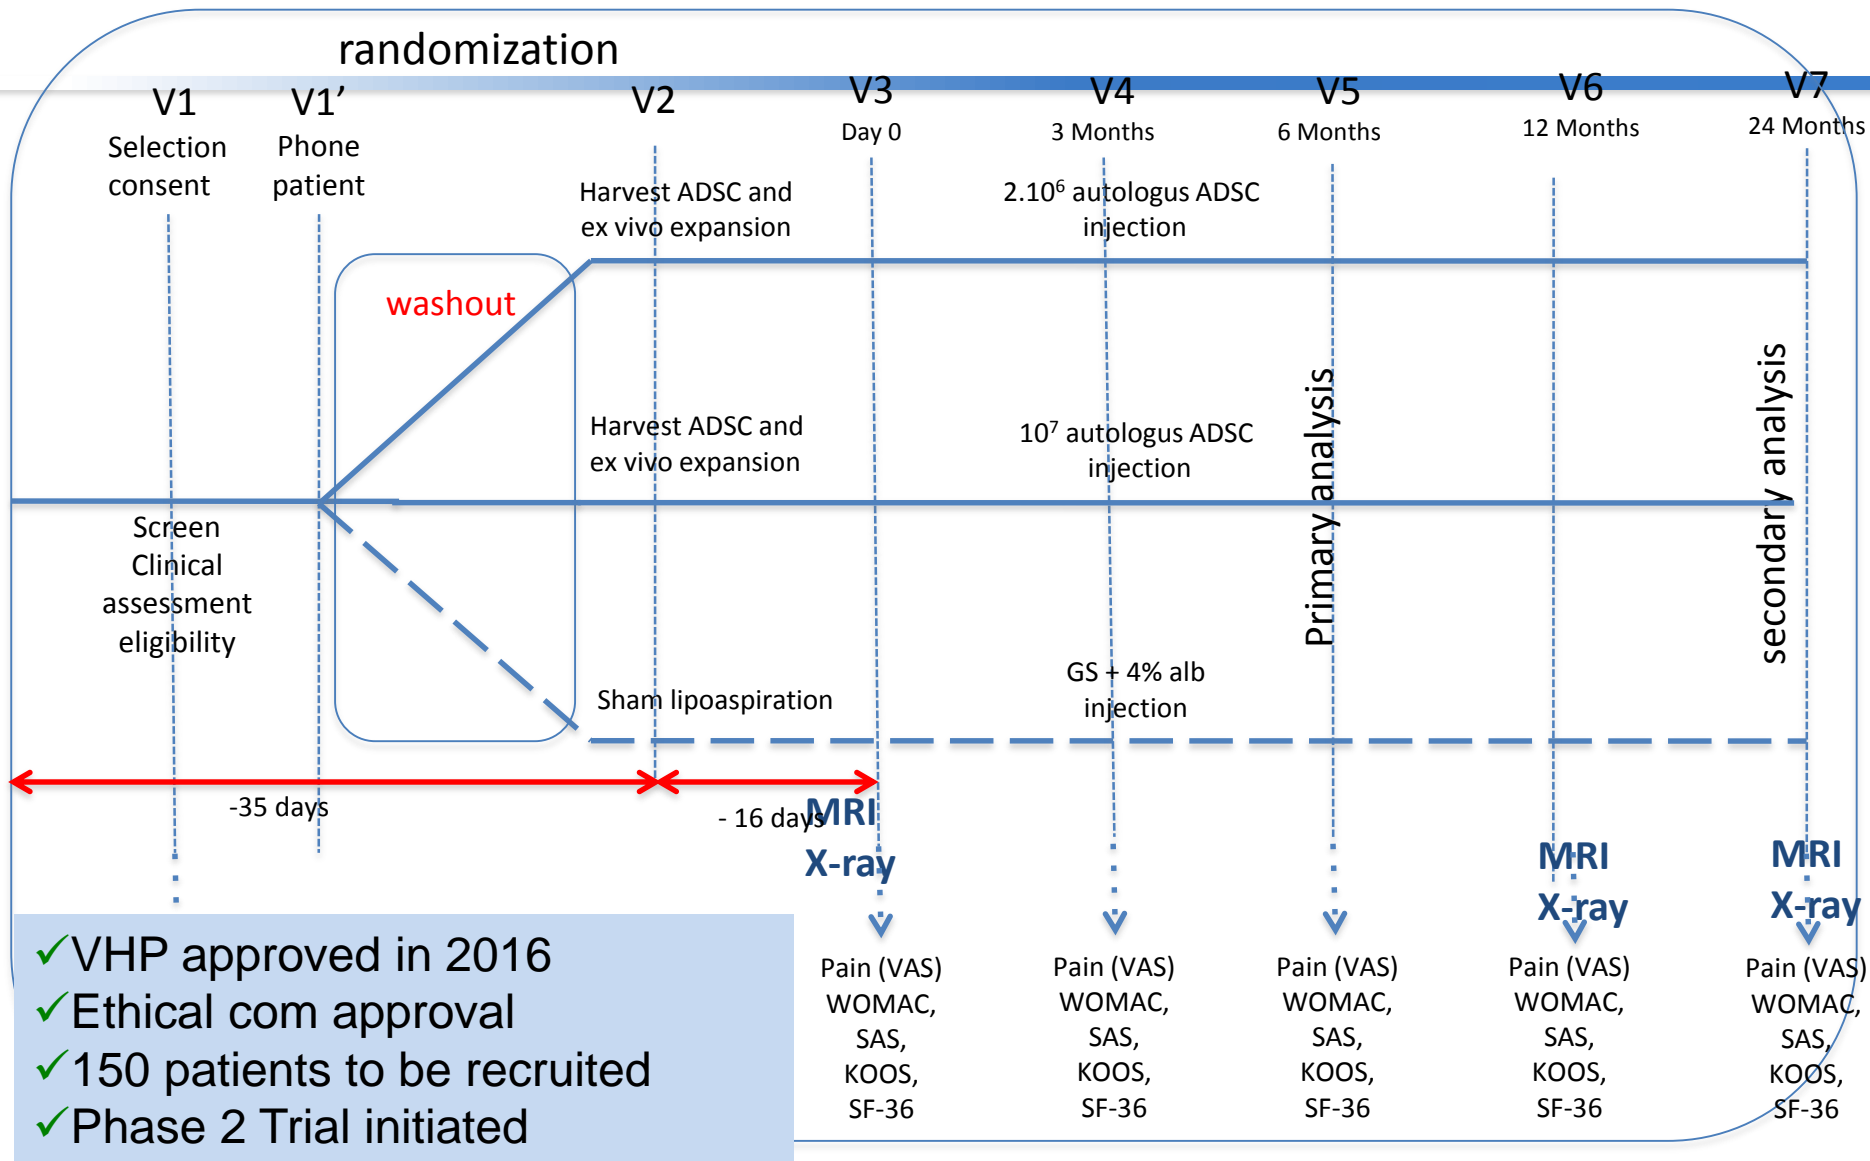 randomization
V1
V1’
V2
V3
V4
V5
V6
V7
Selection
consent
Phone
patient
Day 0
3 Months
6 Months
12 Months
24 Months
Harvest ADSC and
ex vivo expansion
2.10⁶ autologus ADSC
injection
washout
Harvest ADSC and
ex vivo expansion
10⁷ autologus ADSC
injection
Primary analysis
secondary analysis
Screen
Clinical
assessment
eligibility
Sham lipoaspiration
GS + 4% alb
injection
-35 days
- 16 days
MRI
X-ray
MRI
X-ray
MRI
X-ray
✓VHP approved in 2016
✓Ethical com approval
✓150 patients to be recruited
✓Phase 2 Trial initiated
Pain (VAS)
WOMAC,
SAS,
KOOS,
SF-36
Pain (VAS)
WOMAC,
SAS,
KOOS,
SF-36
Pain (VAS)
WOMAC,
SAS,
KOOS,
SF-36
Pain (VAS)
WOMAC,
SAS,
KOOS,
SF-36
Pain (VAS)
WOMAC,
SAS,
KOOS,
SF-36